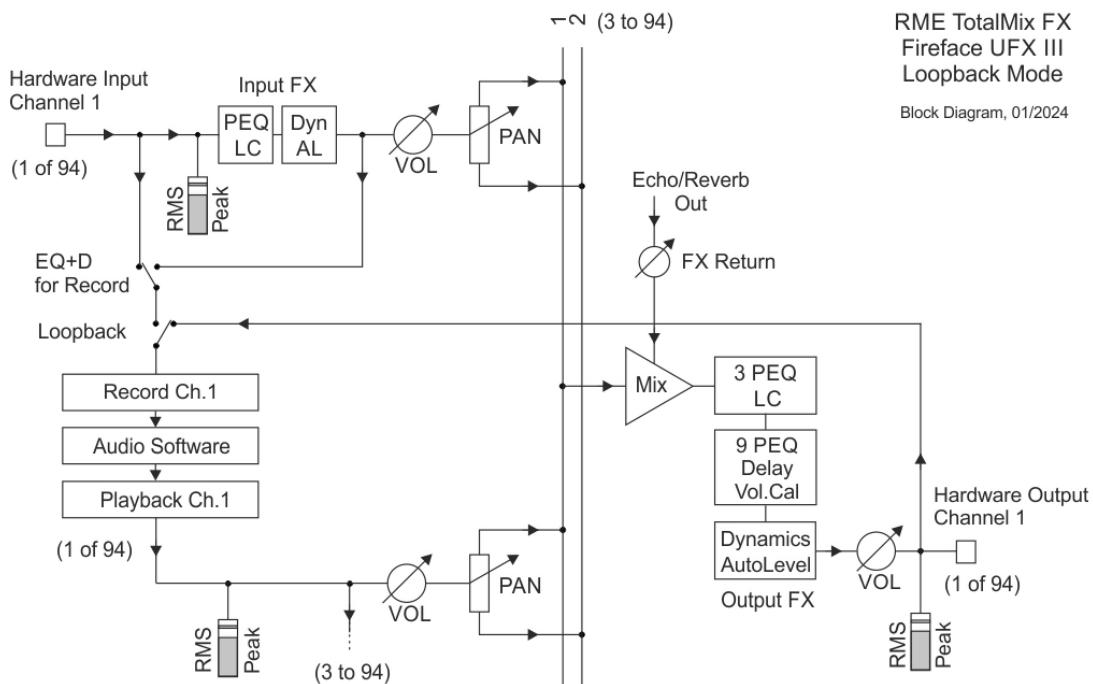 1
2
(3 to 94)
RME TotalMix FX
Fireface UFX III
Loopback Mode
Block Diagram, 01/2024
Hardware Input
Channel 1
(1 of 94)
Input FX
PEQ
LC
Dyn
AL
VOL
PAN
RMS
Peak
EQ+D
for Record
Loopback
Echo/Reverb
Out
FX Return
Record Ch.1
Audio Software
Playback Ch.1
(1 of 94)
Mix
3 PEQ
LC
9 PEQ
Delay
Vol.Cal
Dynamics
AutoLevel
Output FX
VOL
Hardware Output
Channel 1
(1 of 94)
RMS
Peak
VOL
PAN
RMS
Peak
(3 to 94)